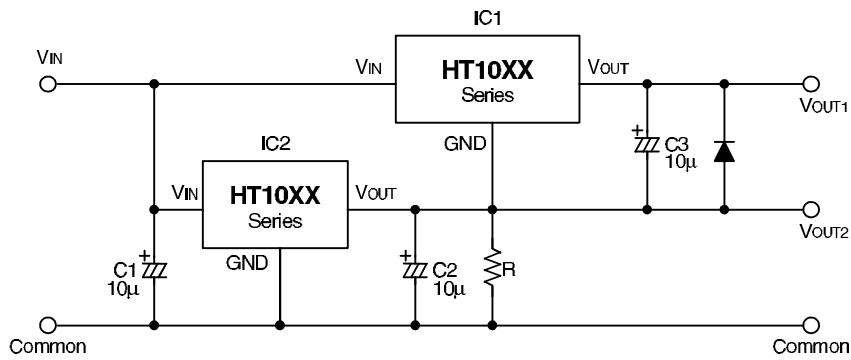 IC1
VIN
VIN
HT10XX
Series
VOUT
VOUT1
GND
C3
10μ
IC2
VIN
HT10XX
Series
VOUT
VOUT2
GND
C1
10μ
C2
10μ
R
Common
Common